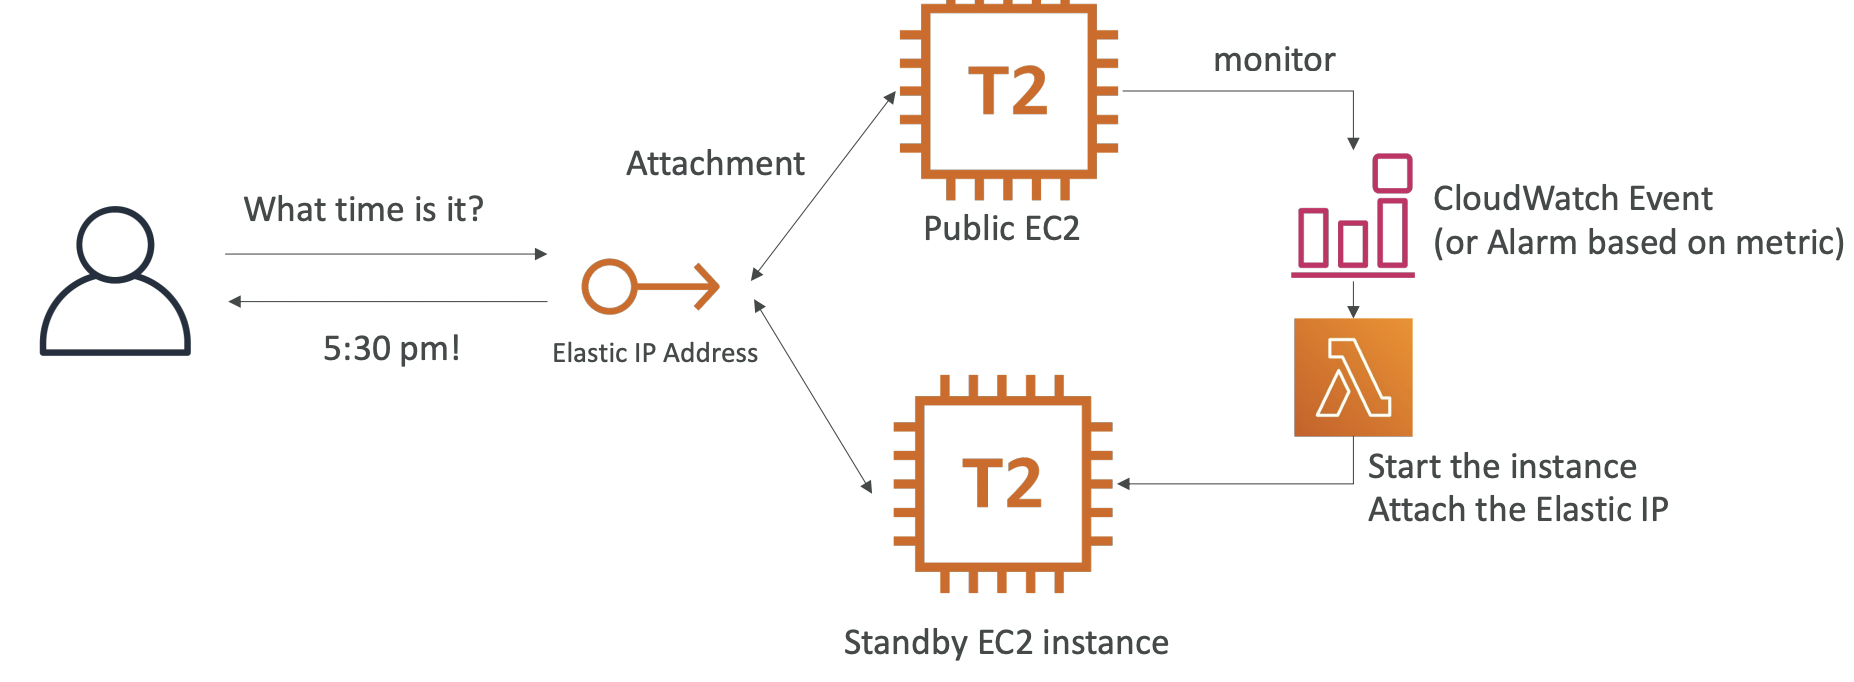 What time is it?
5:30 pm!
Elastic IP Address
Attachment
T2
Public EC2
monitor
CloudWatch Event
(or Alarm based on metric)
Start the instance
Attach the Elastic IP
T2
Standby EC2 instance